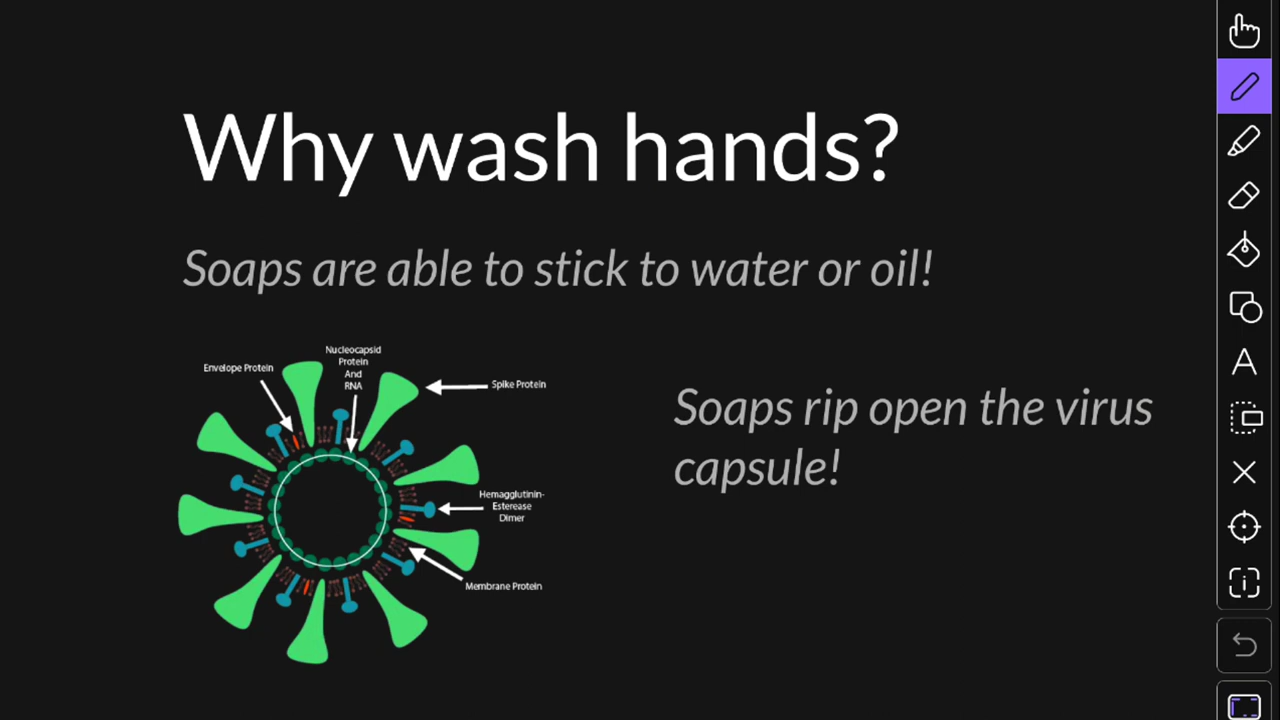 Why wash hands?
Soaps are able to stick to water or oil!
Nucleocapsid
Protein
And
RNA
Envelope Protein
Spike Protein
Soaps rip open the virus
capsule!
Hemagglutinin-
Esterease
Dimer
Membrane Protein